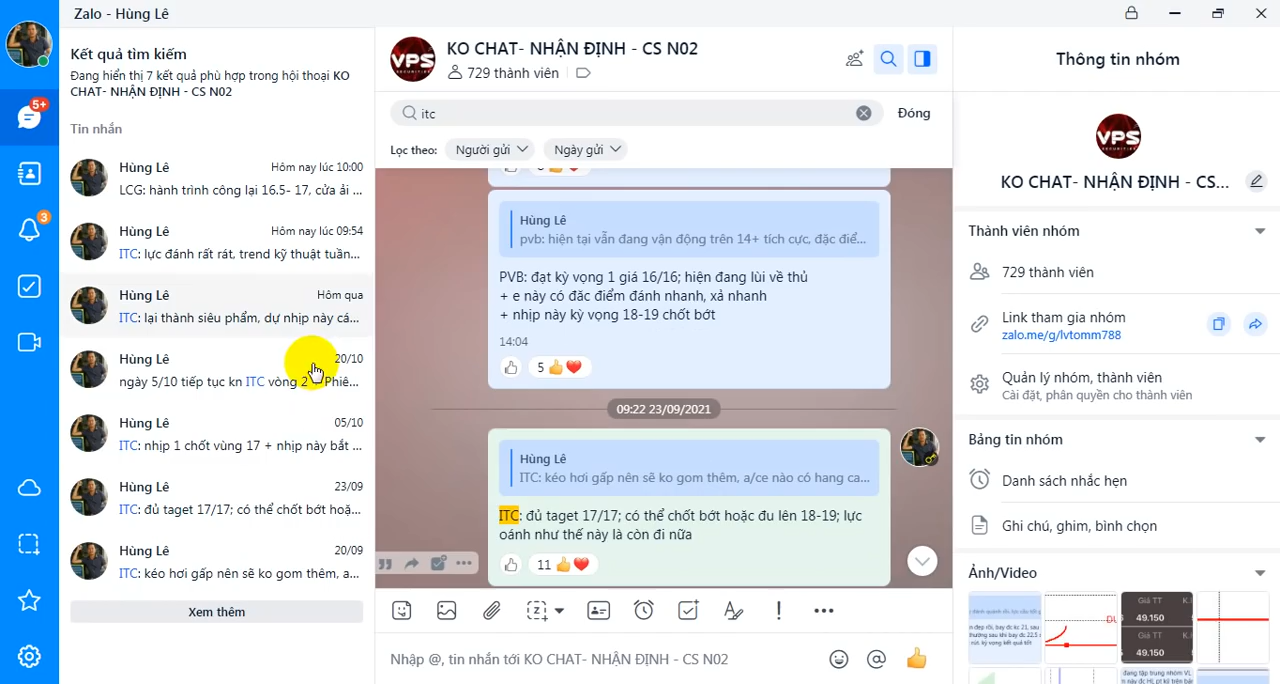 Zalo - Hùng Lê
5+
3
Kết quả tìm kiếm
Đang hiển thị 7 kết quả phù hợp trong hội thoại KO
CHAT- NHẬN ĐỊNH - CS N02
Tin nhắn
Hùng Lê
Hôm nay lúc 10:00
LCG: hành trình công lại 16.5- 17, cửa ải ...
Hùng Lê
Hôm nay lúc 09:54
ITC: lực đánh rất rát, trend kỹ thuật tuần...
Hùng Lê
Hôm qua
ITC: lại thành siêu phẩm, dự nhịp này cá...
Hùng Lê
20/10
ngày 5/10 tiếp tục kn ITC vòng 2 Phiê...
Hùng Lê
05/10
ITC: nhịp 1 chốt vùng 17 + nhịp này bắt ...
Hùng Lê
23/09
ITC: đủ taget 17/17; có thể chốt bớt hoặ...
Hùng Lê
20/09
ITC: kéo hơi gấp nên sẽ ko gom thêm, a...
Xem thêm
VPS
SECURITIES
KO CHAT- NHẬN ĐỊNH - CS N02
729 thành viên
itc
Đóng
Lọc theo:
Người gửi
Ngày gửi
Hùng Lê
pvb: hiện tại vẫn đang vận động trên 14+ tích cực, đặc điể...
PVB: đạt kỳ vọng 1 giá 16/16; hiện đang lùi về thủ
+ e này có đặc điểm đánh nhanh, xả nhanh
+ nhịp này kỳ vọng 18-19 chốt bớt
14:04
5
09:22 23/09/2021
Hùng Lê
ITC: kéo hơi gấp nên sẽ ko gom thêm, a/ce nào có hang ca...
ITC: đủ taget 17/17; có thể chốt bớt hoặc đu lên 18-19; lực
oánh như thế này là còn đi nữa
11
Nhập @, tin nhắn tới KO CHAT- NHẬN ĐỊNH - CS N02
Thông tin nhóm
VPS
SECURITIES
KO CHAT- NHẬN ĐỊNH - CS...
Thành viên nhóm
729 thành viên
Link tham gia nhóm
zalo.me/g/lvtomm788
Quản lý nhóm, thành viên
Cài đặt, phân quyền cho thành viên
Bảng tin nhóm
Danh sách nhắc hẹn
Ghi chú, ghim, bình chọn
Ảnh/Video
Giá TT
49.150
Giá TT
49.150